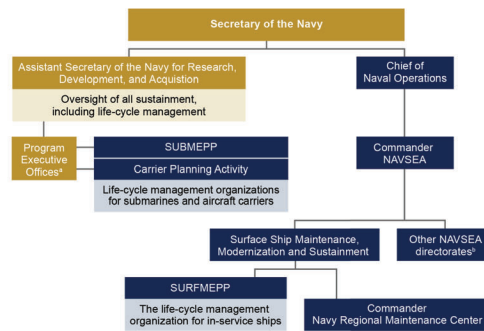 Secretary of the Navy
Assistant Secretary of the Navy for Research,
Development, and Acquistion
Oversight of all sustainment,
including life-cycle management
Chief of
Naval Operations
Program
Executive
Officesᵃ
SUBMEPP
Carrier Planning Activity
Life-cycle management organizations
for submarines and aircraft carriers
Commander
NAVSEA
Surface Ship Maintenance,
Modernization and Sustainment
Other NAVSEA
directoratesᵇ
SURFMEPP
The life-cycle management
organization for in-service ships
Commander
Navy Regional Maintenance Center